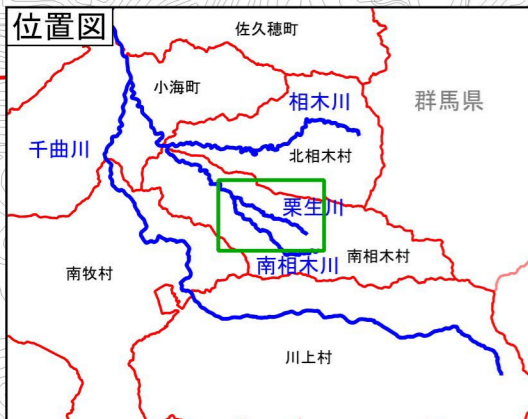 位置図
佐久穂町
小海町
相木川
群馬県
千曲川
北相木村
栗生川
南相木村
南相木川
南牧村
川上村